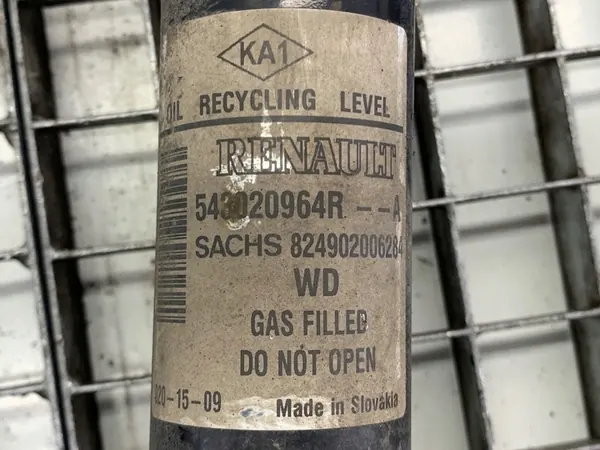 KA1
OIL RECYCLING LEVEL
RENAULT
543020964R --A
SACHS 824902006284
WD
GAS FILLED
DO NOT OPEN
020-15-09 Made in Slovakia